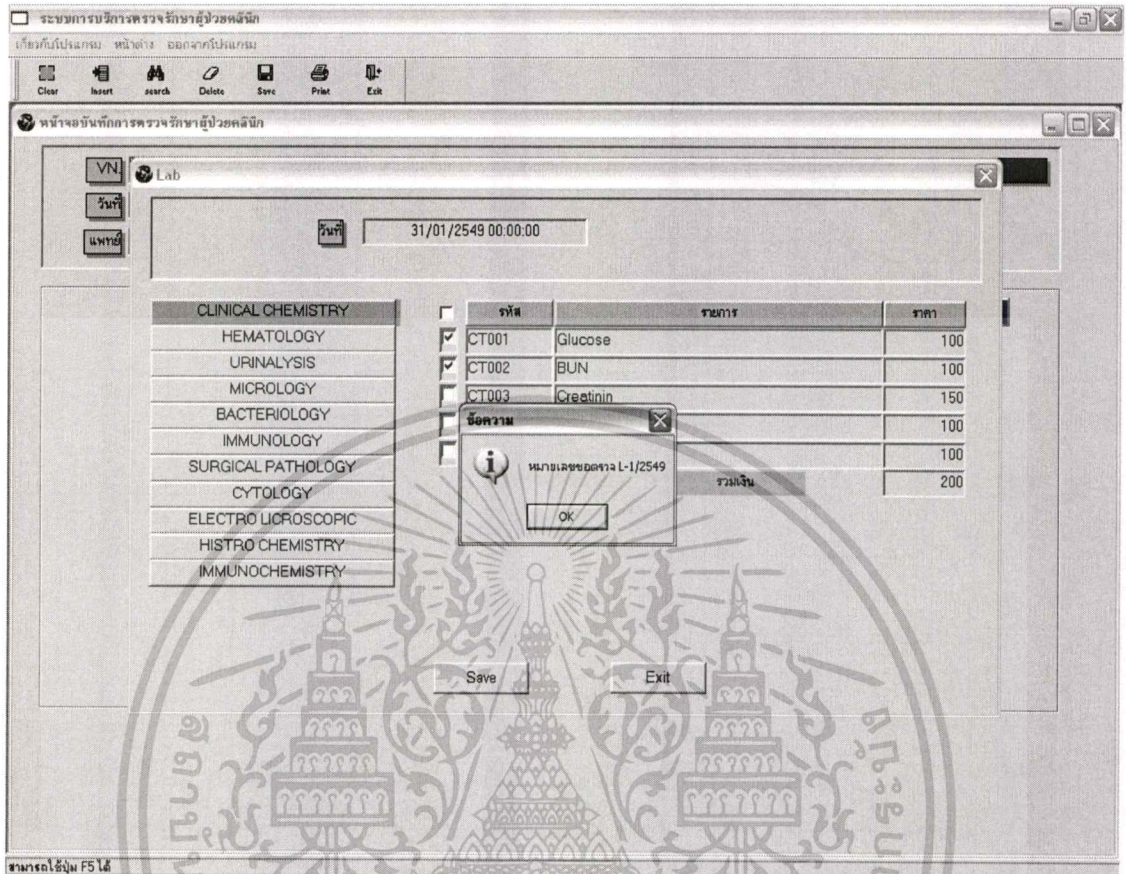 ระบบการบริการตรวจรักษาผู้ป่วยคลีนิก
เกี่ยวกับโปรแกรม หน้าต่าง ออกจากโปรแกรม
Clear Insert search Delete Save Print Exit
หน้าจอบันทึกการตรวจรักษาผู้ป่วยคลีนิก
VN.
วันที่
แพทย์
Lab
วันที่ 31/01/2549 00:00:00
CLINICAL CHEMISTRY
HEMATOLOGY
URINALYSIS
MICROLOGY
BACTERIOLOGY
IMMUNOLOGY
SURGICAL PATHOLOGY
CYTOLOGY
ELECTRO LICROSCOPIC
HISTRO CHEMISTRY
IMMUNOCHEMISTRY
รหัส รายการ ราคา
CT001 Glucose 100
CT002 BUN 100
CT003 Creatinin 150
100
100
รวมเงิน 200
ข้อความ
หมายเลขขอตรวจ L-1/2549
OK
Save Exit
สามารถใช้ปุ่ม F5 ได้